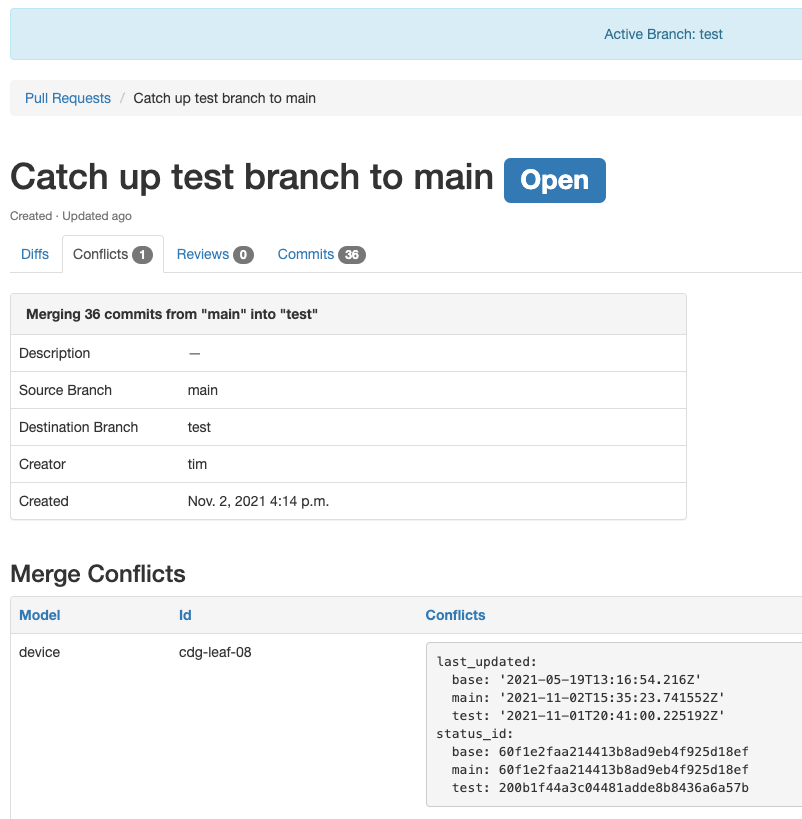 Active Branch: test
Pull Requests / Catch up test branch to main
Catch up test branch to main Open
Created · Updated ago
Diffs Conflicts 1 Reviews 0 Commits 36
Merging 36 commits from "main" into "test"
Description —
Source Branch main
Destination Branch test
Creator tim
Created Nov. 2, 2021 4:14 p.m.
Merge Conflicts
Model Id Conflicts
device cdg-leaf-08
last_updated:
  base: '2021-05-19T13:16:54.216Z'
  main: '2021-11-02T15:35:23.741552Z'
  test: '2021-11-01T20:41:00.225192Z'
status_id:
  base: 60f1e2faa214413b8ad9eb4f925d18ef
  main: 60f1e2faa214413b8ad9eb4f925d18ef
  test: 200b1f44a3c04481adde8b8436a6a57b